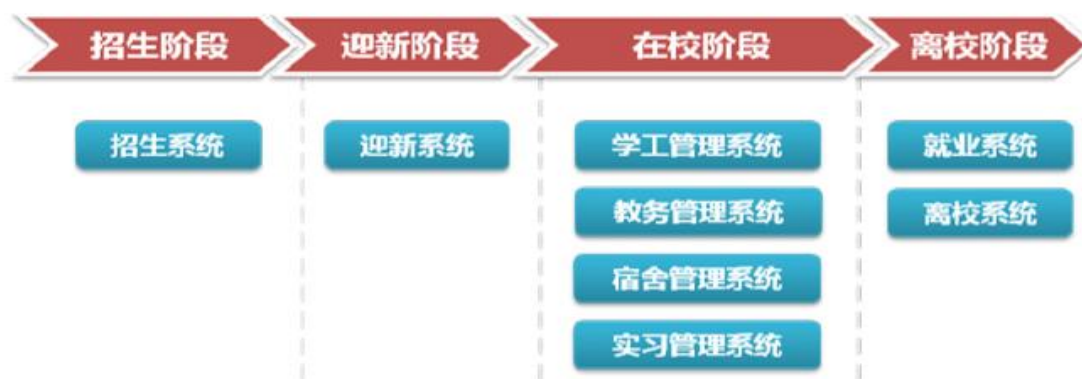 招生阶段
迎新阶段
在校阶段
离校阶段
招生系统
迎新系统
学工管理系统
就业系统
教务管理系统
离校系统
宿舍管理系统
实习管理系统